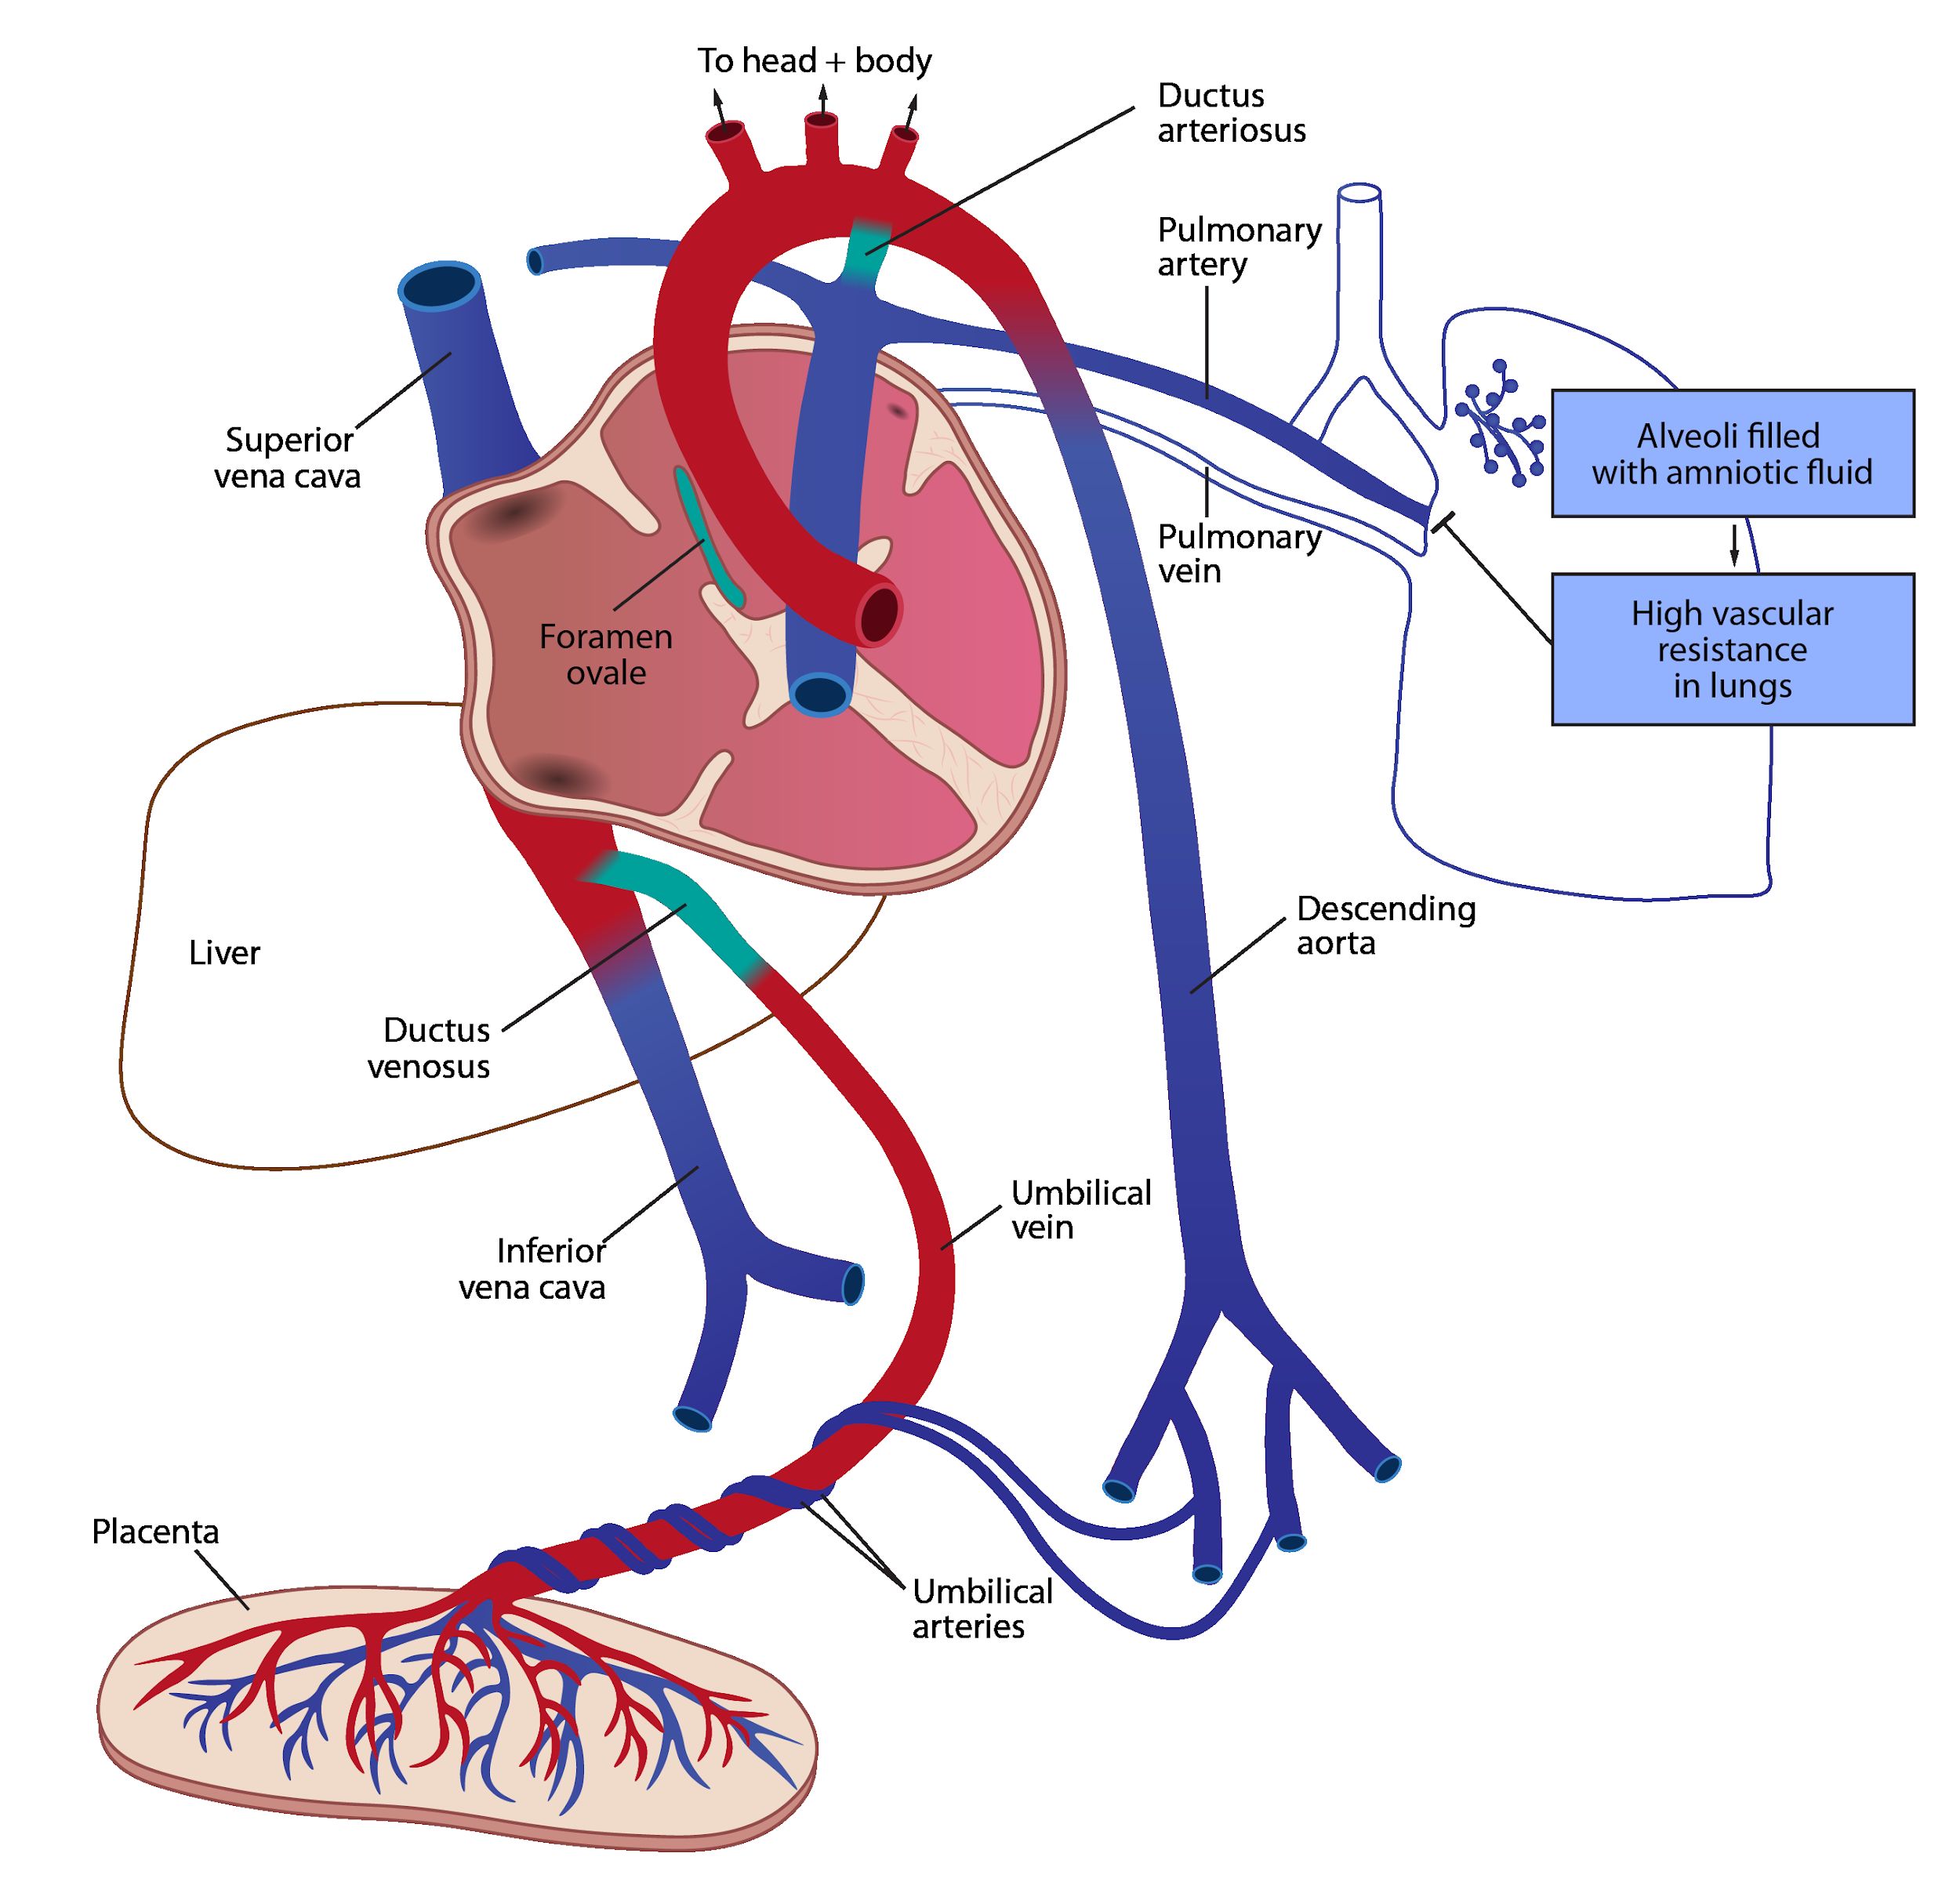 To head + body
Ductus
arteriosus
Pulmonary
artery
Alveoli filled
with amniotic fluid
Superior
vena cava
Pulmonary
vein
High vascular
resistance
in lungs
Foramen
ovale
Liver
Descending
aorta
Ductus
venosus
Umbilical
vein
Inferior
vena cava
Placenta
Umbilical
arteries